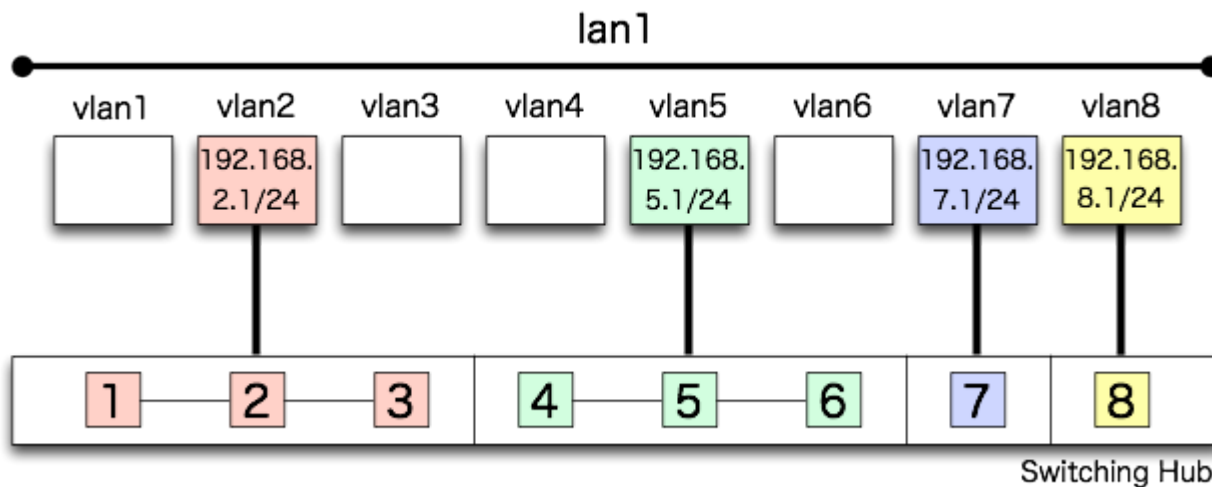 lan1
vlan1 vlan2 vlan3 vlan4 vlan5 vlan6 vlan7 vlan8
192.168. 192.168. 192.168. 192.168.
2.1/24 5.1/24 7.1/24 8.1/24
1 2 3 4 5 6 7 8
Switching Hub